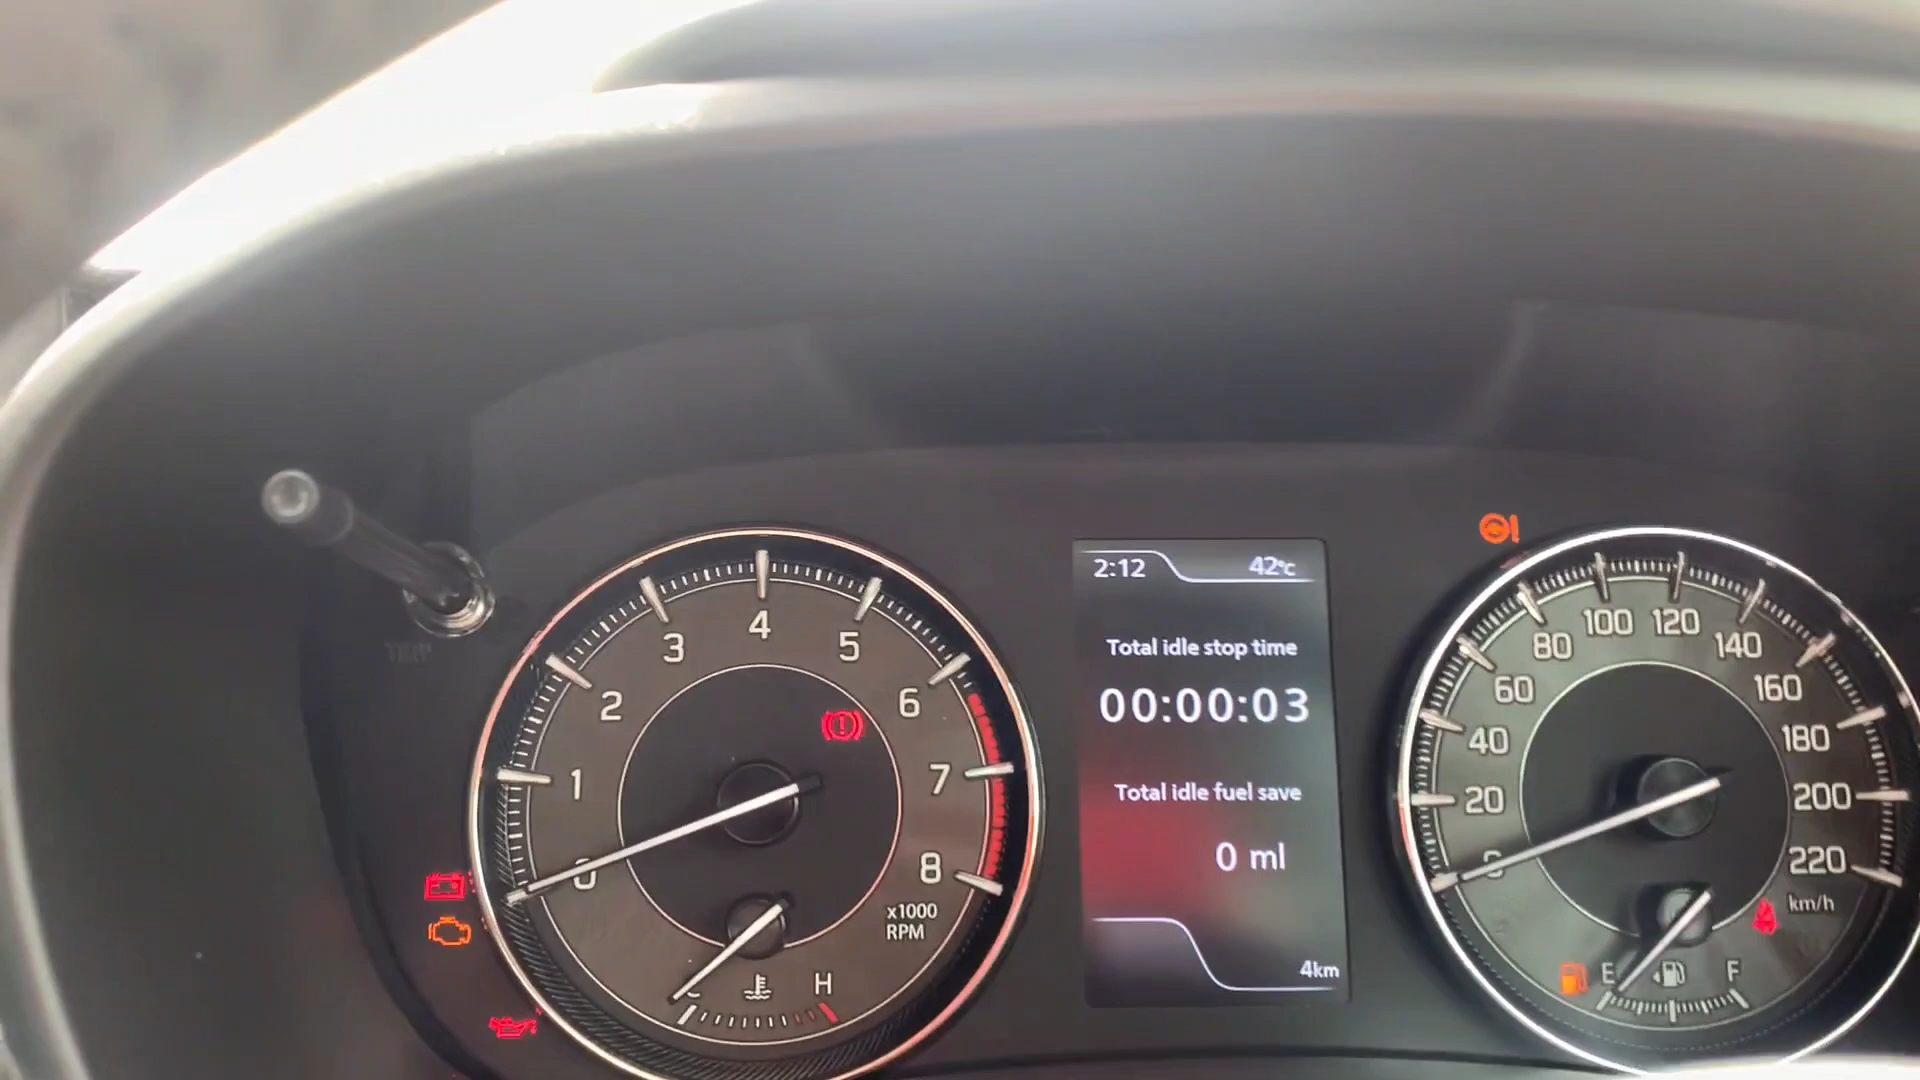 TRIP
0
1
2
3
4
5
6
7
8
x1000
RPM
H
2:12 42°C
Total idle stop time
00:00:03
Total idle fuel save
0 ml
4km
20
40
60
80
100
120
140
160
180
200
220
km/h
E
F